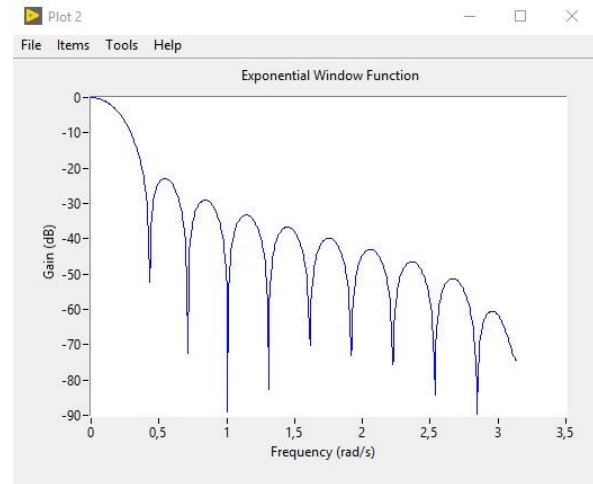 Plot 2
File Items Tools Help
Exponential Window Function
Gain (dB)
0
-10
-20
-30
-40
-50
-60
-70
-80
-90
0 0,5 1 1,5 2 2,5 3 3,5
Frequency (rad/s)